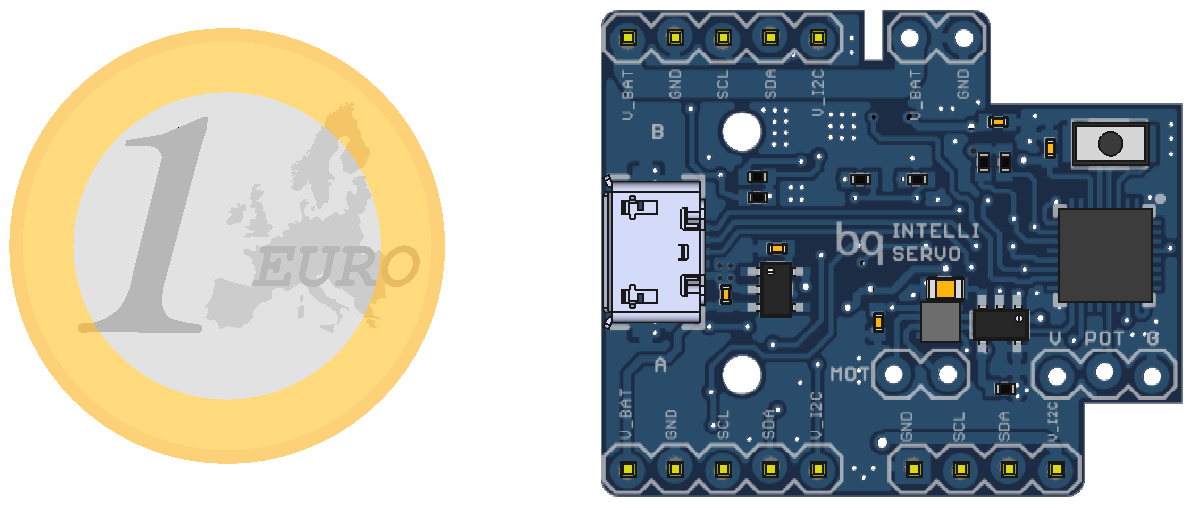 1
EURO
V_BAT GND SCL SDA V_I2C
V_BAT GND
B
bq INTELLI
SERVO
A
MOT
V POT G
V_BAT GND SCL SDA V_I2C
GND SCL SDA V_I2C